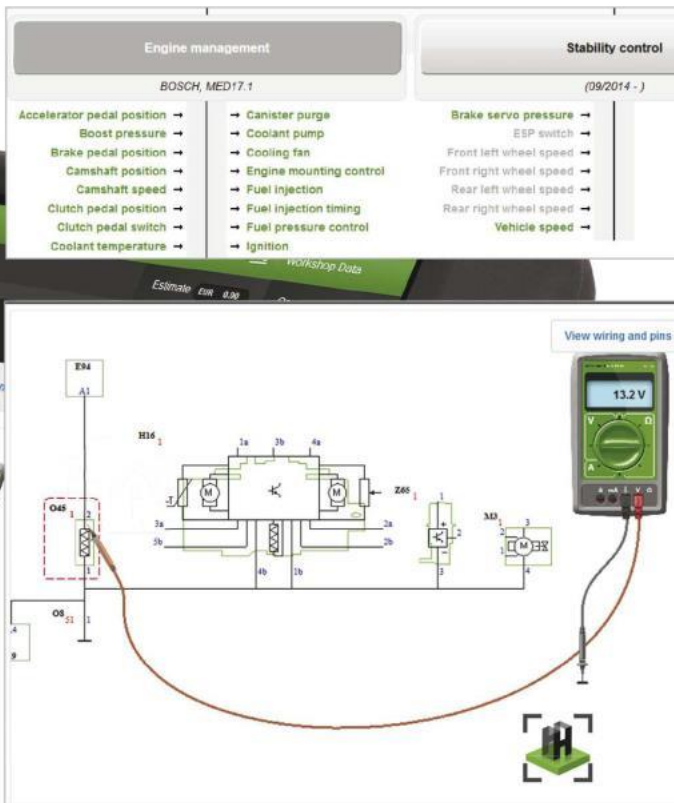 Engine management
Stability control
BOSCH, MED17.1
(09/2014 - )
Accelerator pedal position → → Canister purge
Brake servo pressure →
Boost pressure → → Coolant pump
ESP switch →
Brake pedal position → → Cooling fan
Front left wheel speed →
Camshaft position → → Engine mounting control
Front right wheel speed →
Camshaft speed → → Fuel injection
Rear left wheel speed →
Clutch pedal position → → Fuel injection timing
Rear right wheel speed →
Clutch pedal switch → → Fuel pressure control
Vehicle speed →
Coolant temperature → → Ignition
Workshop Data
Estimate EUR 0.90
View wiring and pins
E94
A1
13.2 V
V Ω
A
A mA V Ω
H16 1
1a 3b 4a
T M M
Z65 1
1
O45 1 2
3a 2a
5b 2b
+ 2
-
M3 1
3
2 M
1
1
4b 1b
3
4
O8 51 1
.4
9
H